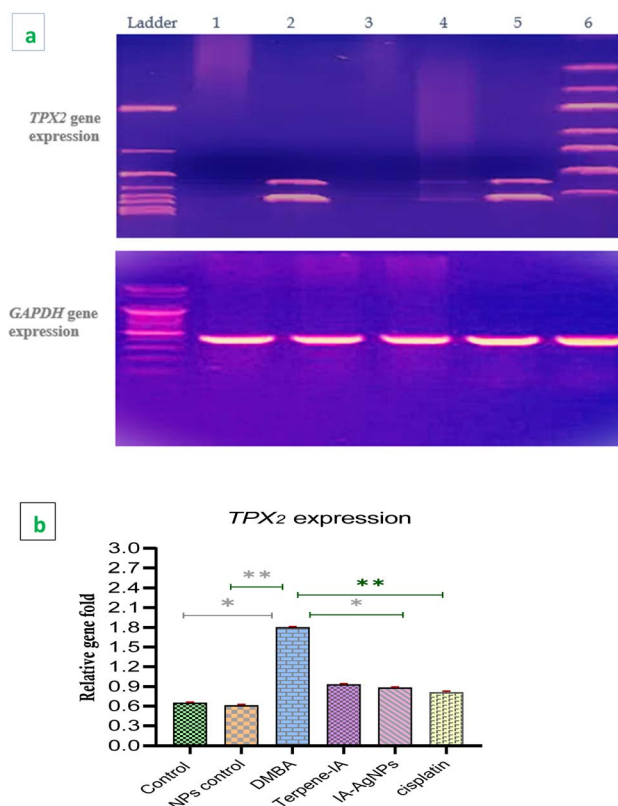 a
Ladder 1 2 3 4 5 6
TPX2 gene
expression
GAPDH gene
expression
b
TPX2 expression
Relative gene fold
3.0
2.7
2.4
2.1
1.8
1.5
1.2
0.9
0.6
0.3
0.0
**
**
*
*
Control
NPs control
DMBA
Terpene-IA
IA-AgNPs
cisplatin